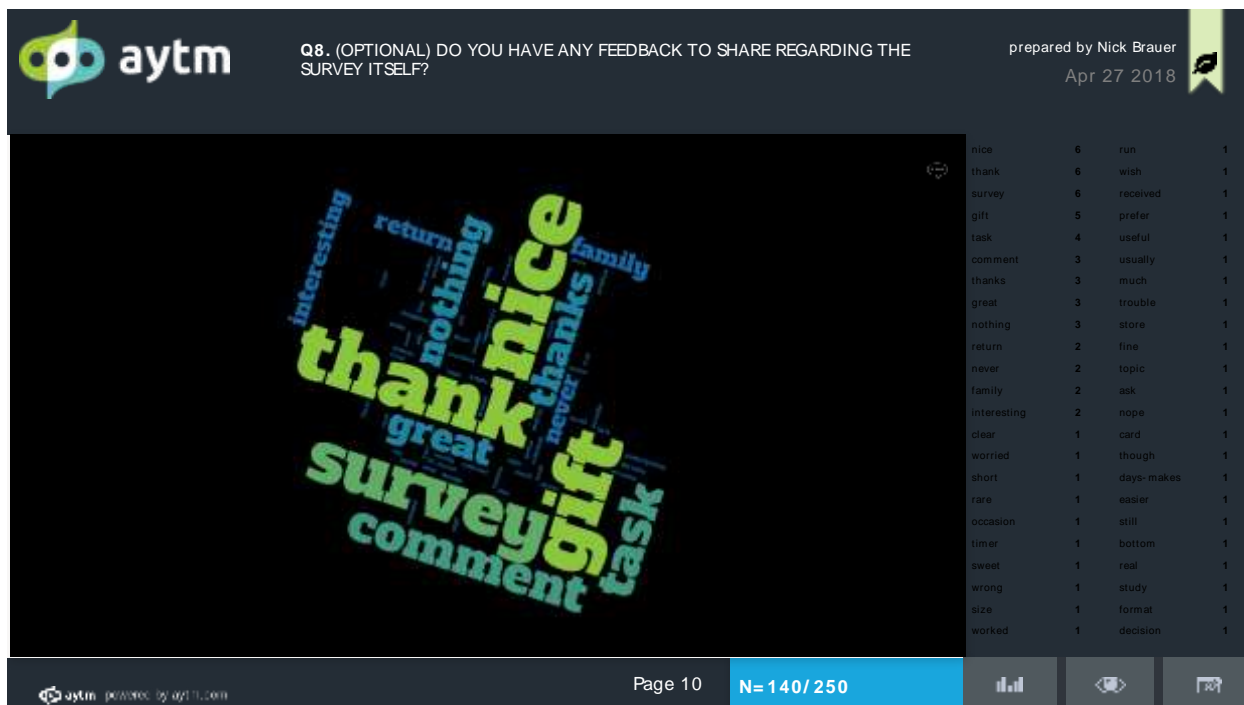 aytm
Q8. (OPTIONAL) DO YOU HAVE ANY FEEDBACK TO SHARE REGARDING THE
SURVEY ITSELF?
prepared by Nick Brauer
Apr 27 2018
interesting
return
nothing
nice
family
thanks
thank
never
great
gift
survey
task
comment
nice 6 run 1
thank 6 wish 1
survey 6 received 1
gift 5 prefer 1
task 4 useful 1
comment 3 usually 1
thanks 3 much 1
great 3 trouble 1
nothing 3 store 1
return 2 fine 1
never 2 topic 1
family 2 ask 1
interesting 2 nope 1
clear 1 card 1
worried 1 though 1
short 1 days-makes 1
rare 1 easier 1
occasion 1 still 1
timer 1 bottom 1
sweet 1 real 1
wrong 1 study 1
size 1 format 1
worked 1 decision 1
aytm powered by aytm.com
Page 10
N=140/250